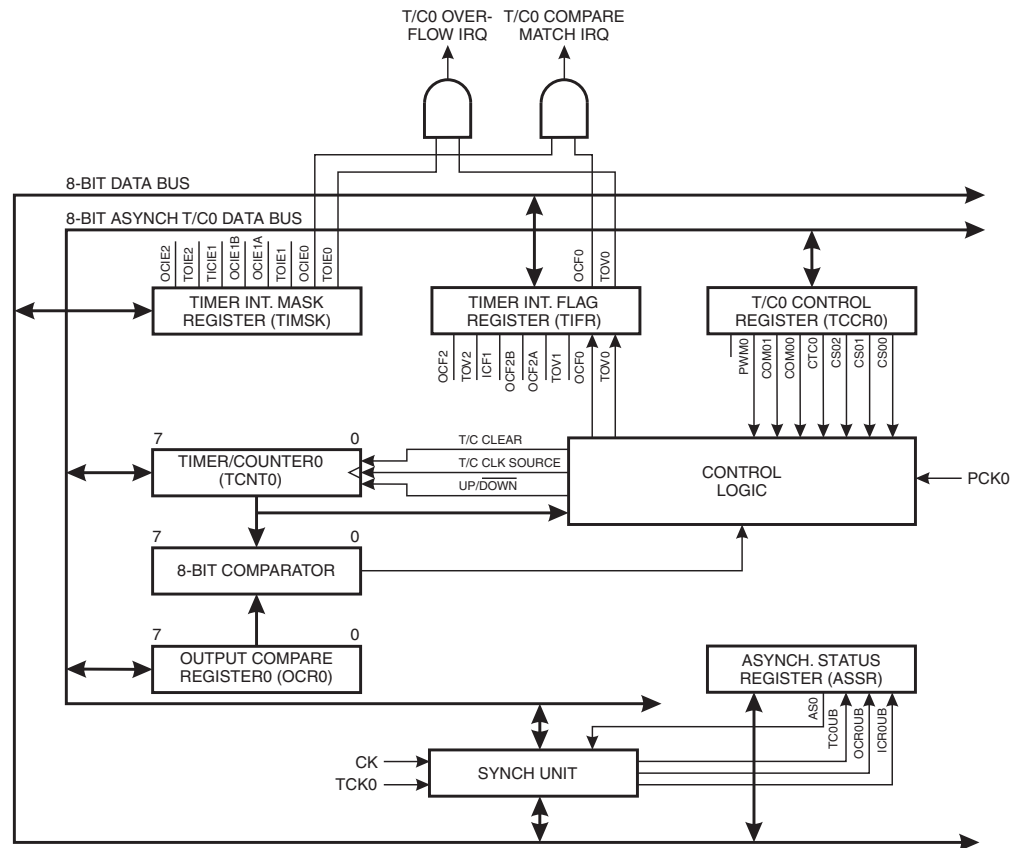 T/C0 OVER-
FLOW IRQ
T/C0 COMPARE
MATCH IRQ
8-BIT DATA BUS
8-BIT ASYNCH T/C0 DATA BUS
OCIE2
TOIE2
TICIE1
OCIE1B
OCIE1A
TOIE1
OCIE0
TOIE0
OCF0
TOV0
TIMER INT. MASK
REGISTER (TIMSK)
TIMER INT. FLAG
REGISTER (TIFR)
T/C0 CONTROL
REGISTER (TCCR0)
OCF2
TOV2
ICF1
OCF2B
OCF2A
TOV1
OCF0
TOV0
PWM0
COM01
COM00
CTC0
CS02
CS01
CS00
7
0
TIMER/COUNTER0
(TCNT0)
T/C CLEAR
T/C CLK SOURCE
UP/DOWN
CONTROL
LOGIC
PCK0
7
0
8-BIT COMPARATOR
7
0
OUTPUT COMPARE
REGISTER0 (OCR0)
ASYNCH. STATUS
REGISTER (ASSR)
AS0
TC0UB
OCR0UB
ICR0UB
CK
TCK0
SYNCH UNIT